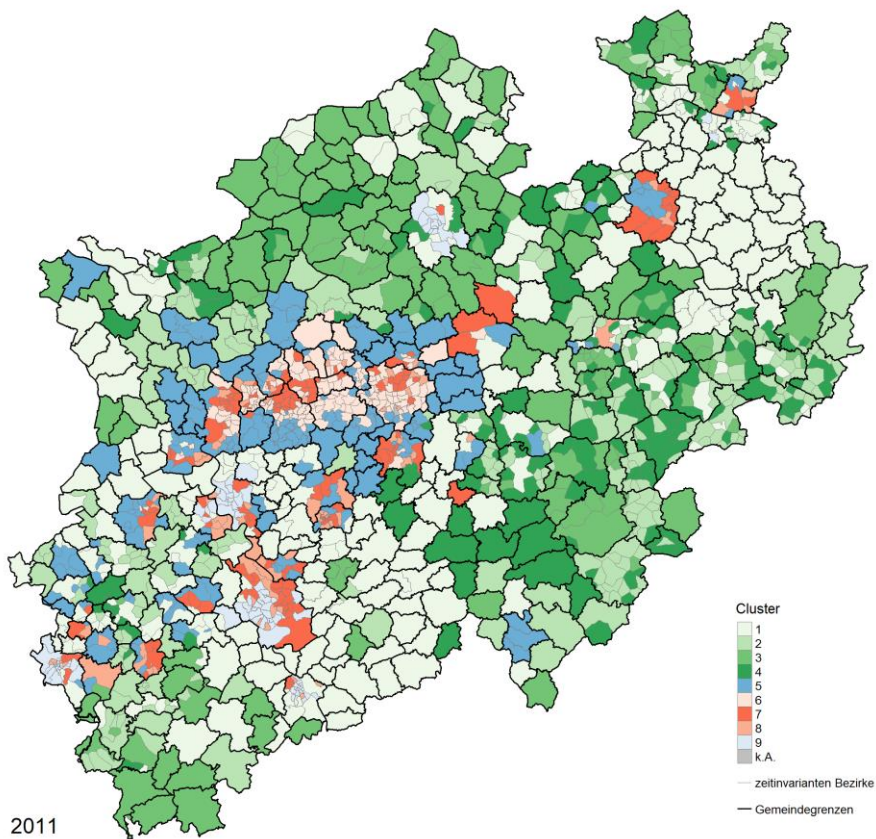 Cluster
1
2
3
4
5
6
7
8
9
k.A.
zeitinvarianten Bezirke
Gemeindegrenzen
2011